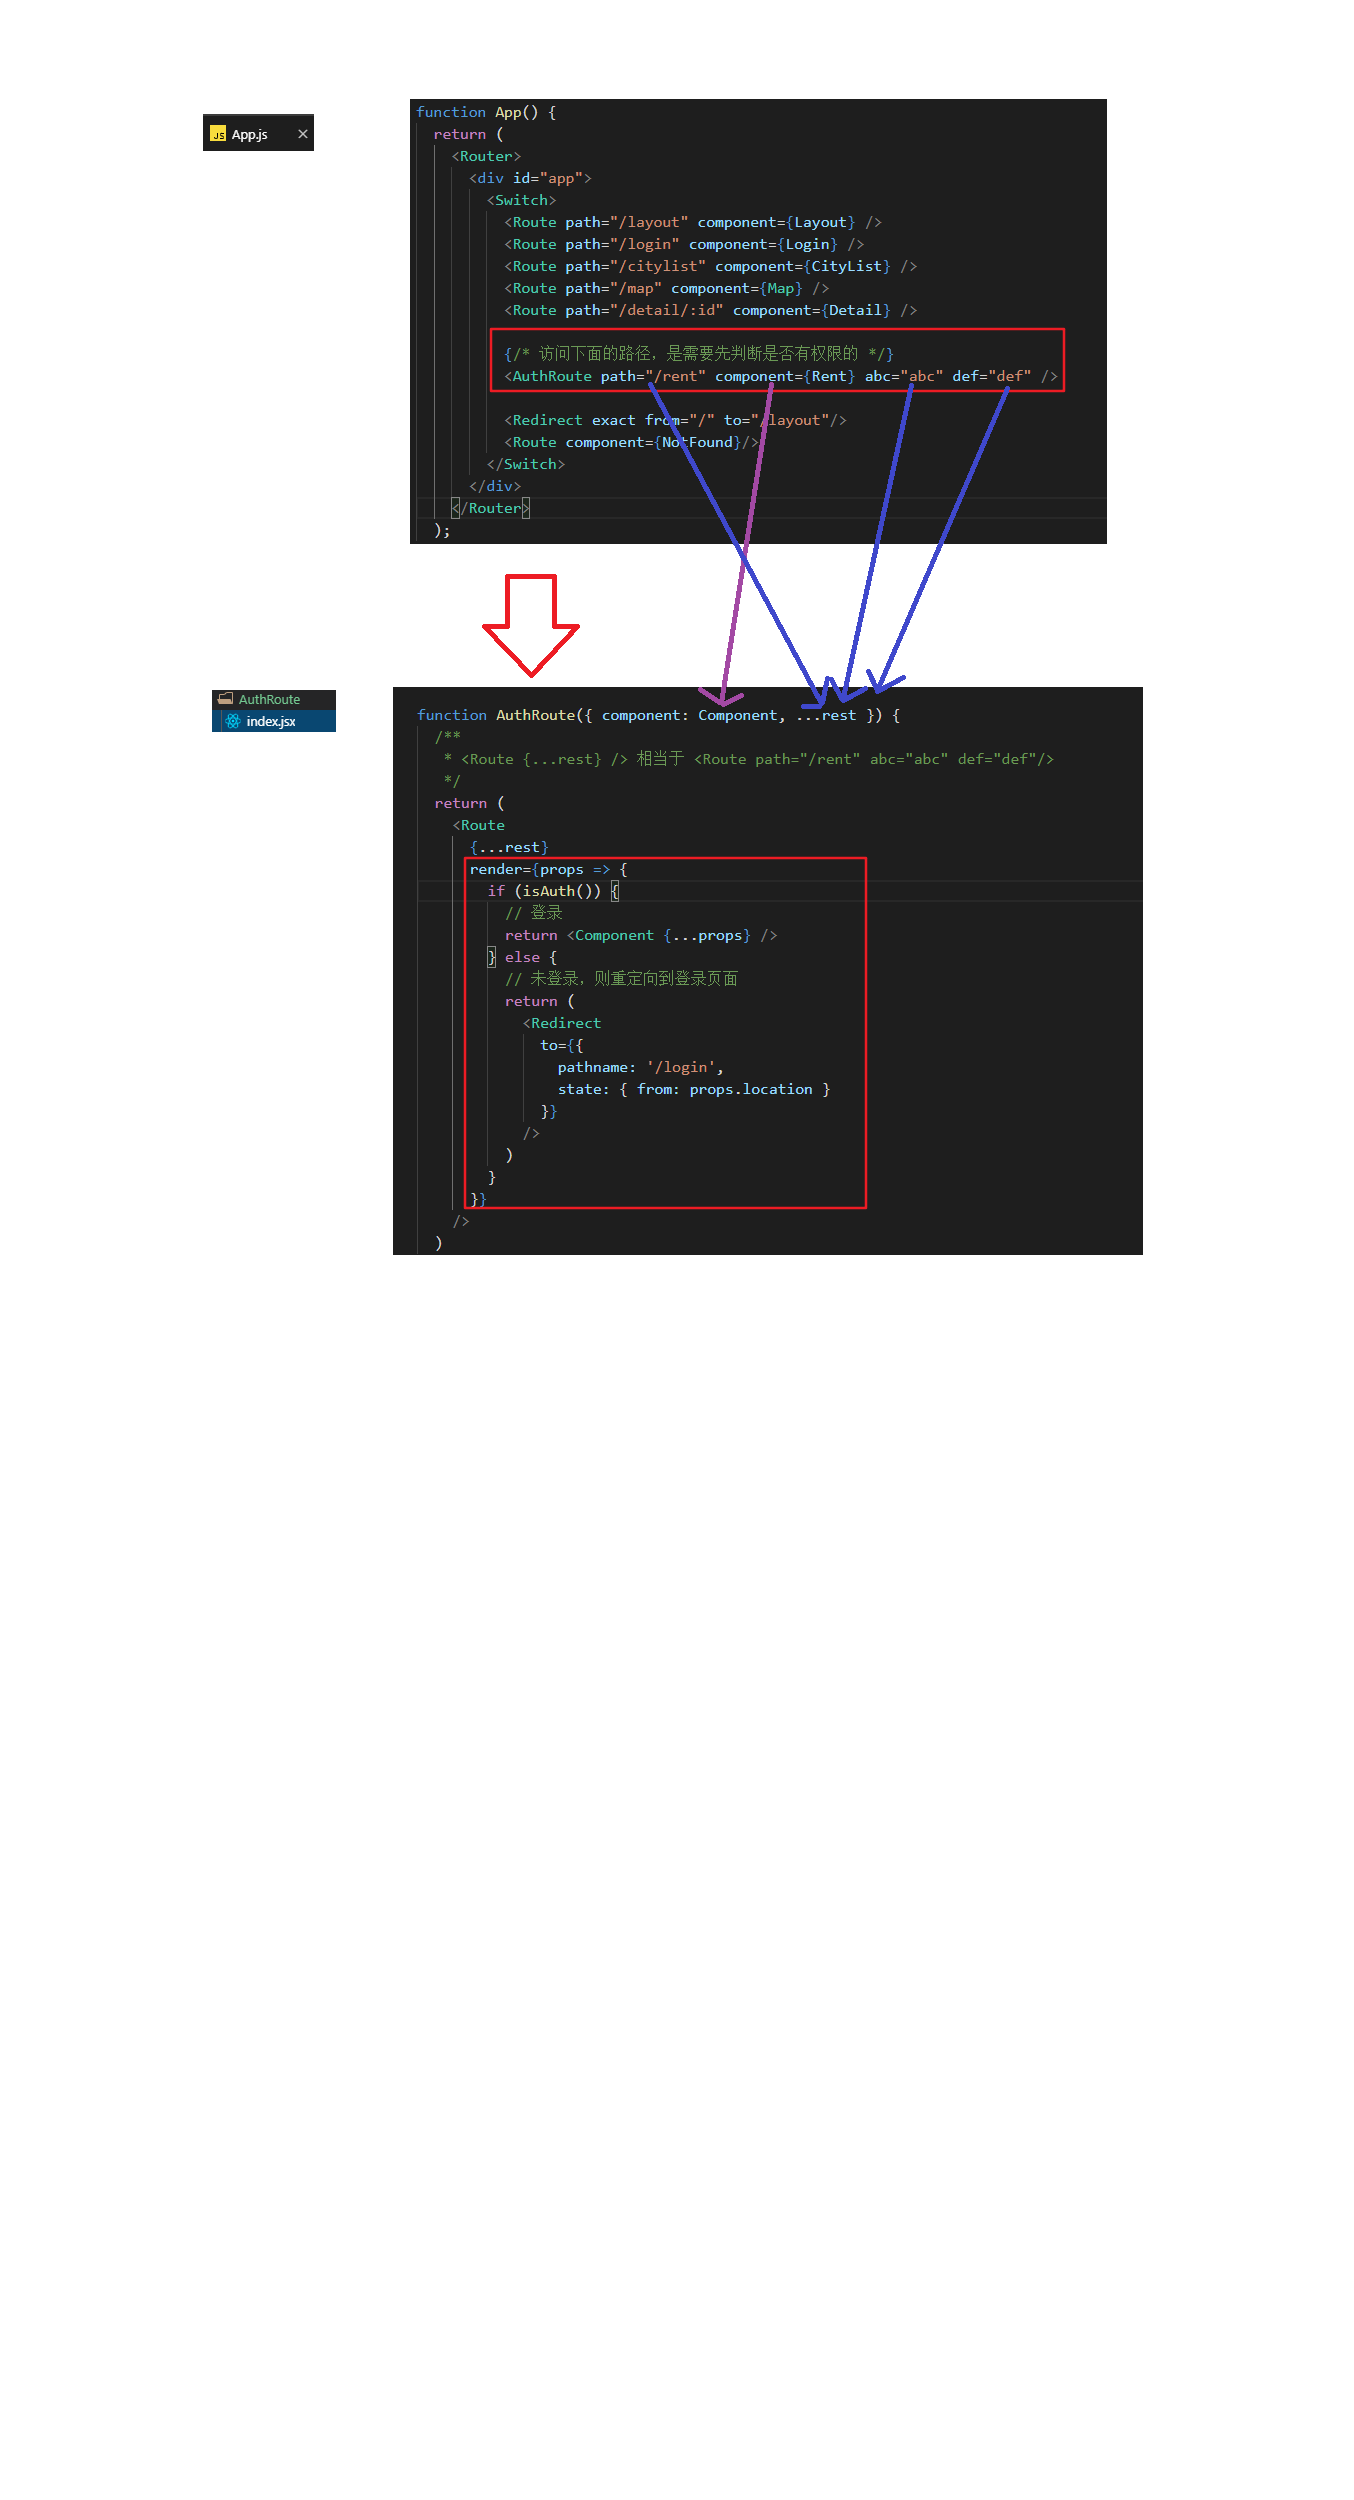 App.js
function App() {
return (
<Router>
<div id="app">
<Switch>
<Route path="/layout" component={Layout} />
<Route path="/login" component={Login} />
<Route path="/citylist" component={CityList} />
<Route path="/map" component={Map} />
<Route path="/detail/:id" component={Detail} />
{/* 访问下面的路径，是需要先判断是否有权限的 */}
<AuthRoute path="/rent" component={Rent} abc="abc" def="def" />
<Redirect exact from="/" to="/layout"/>
<Route component={NotFound}/>
</Switch>
</div>
</Router>
);
AuthRoute
index.jsx
function AuthRoute({ component: Component, ...rest }) {
/**
* <Route {...rest} /> 相当于 <Route path="/rent" abc="abc" def="def"/>
*/
return (
<Route
{...rest}
render={props => {
if (isAuth()) {
// 登录
return <Component {...props} />
} else {
// 未登录，则重定向到登录页面
return (
<Redirect
to={{
pathname: '/login',
state: { from: props.location }
}}
/>
)
}
}}
/>
)